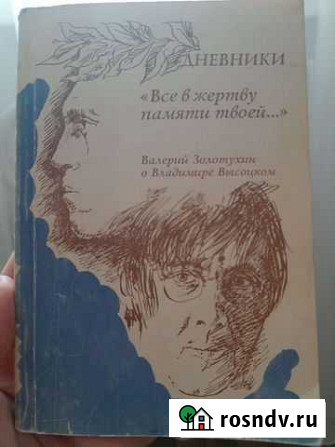 ДНЕВНИКИ
«Все в жертву
памяти твоей...»
Валерий Золотухин
о Владимире Высоцком
rosndv.ru